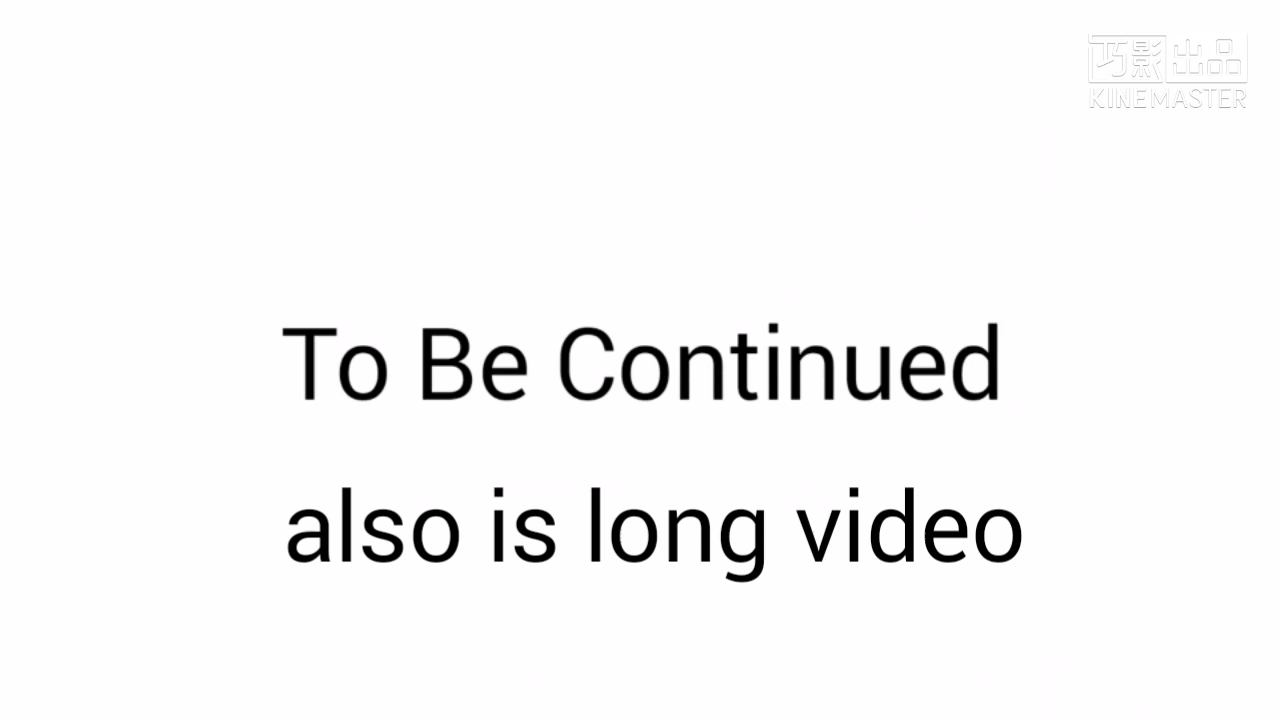 巧影出品
KINEMASTER
To Be Continued
also is long video